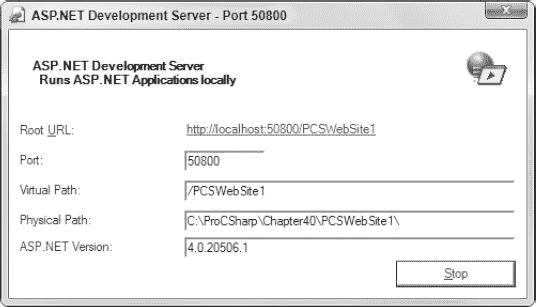 ASP.NET Development Server - Port 50800
ASP.NET Development Server
Runs ASP.NET Applications locally
Root URL: http://localhost:50800/PCSWebSite1
Port: 50800
Virtual Path: /PCSWebSite1
Physical Path: C:\ProCSharp\Chapter40\PCSWebSite1\
ASP.NET Version: 4.0.20506.1
Stop